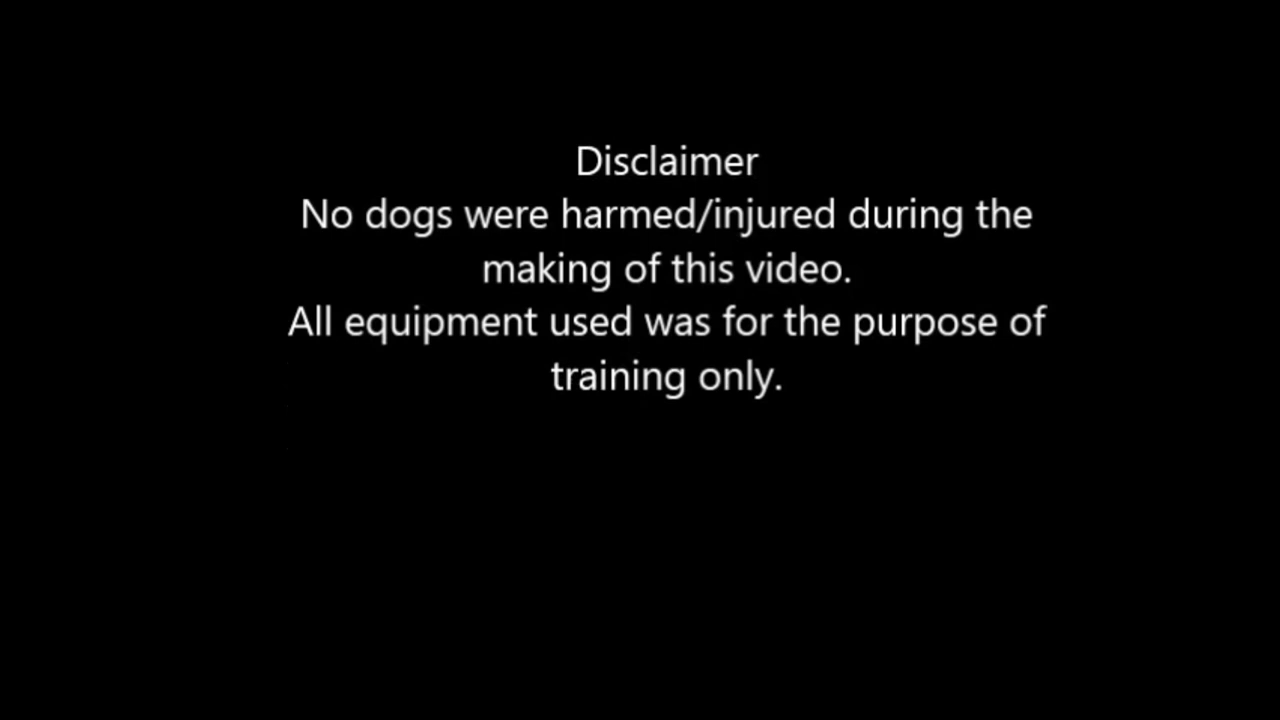 Disclaimer
No dogs were harmed/injured during the
making of this video.
All equipment used was for the purpose of
training only.